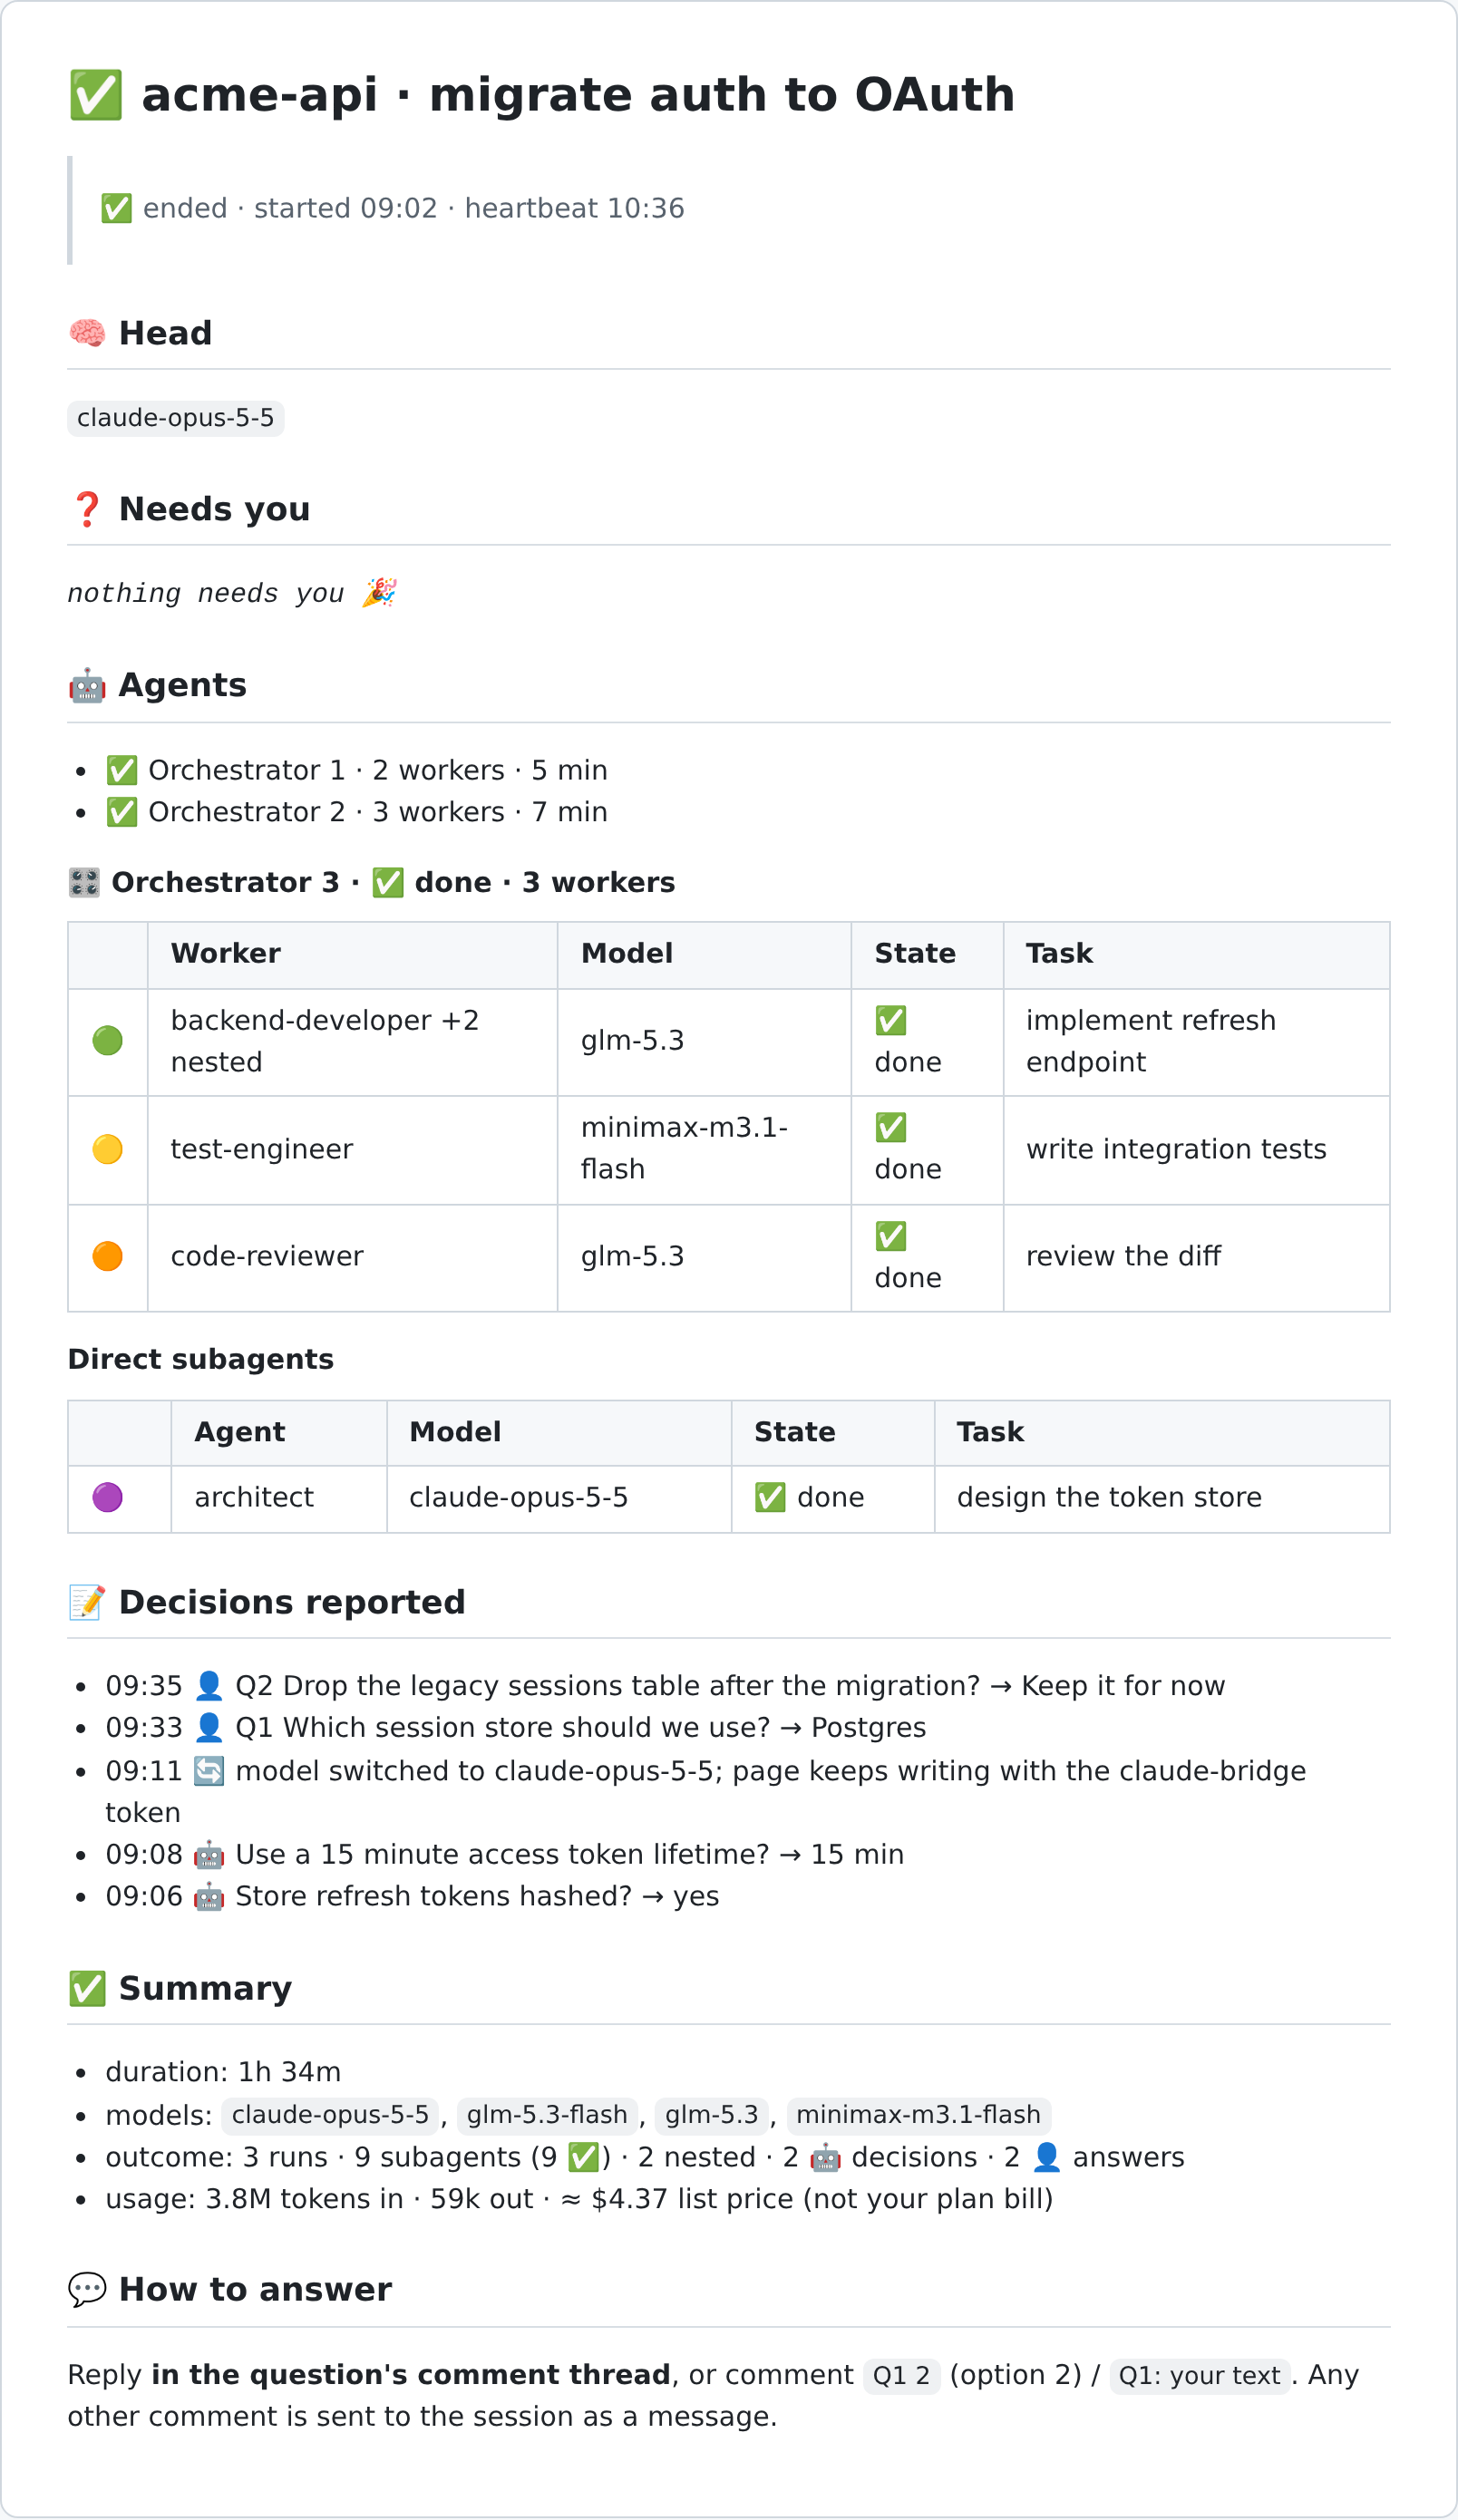 ✅ acme-api · migrate auth to OAuth
✅ ended · started 09:02 · heartbeat 10:36
🧠 Head
claude-opus-5-5
❓ Needs you
nothing needs you 🎉
🤖 Agents
• ✅ Orchestrator 1 · 2 workers · 5 min
• ✅ Orchestrator 2 · 3 workers · 7 min
🎛️ Orchestrator 3 · ✅ done · 3 workers
Worker Model State Task
🟢 backend-developer +2 nested glm-5.3 ✅ done implement refresh endpoint
🟡 test-engineer minimax-m3.1-flash ✅ done write integration tests
🟠 code-reviewer glm-5.3 ✅ done review the diff
Direct subagents
Agent Model State Task
🟣 architect claude-opus-5-5 ✅ done design the token store
📝 Decisions reported
• 09:35 👤 Q2 Drop the legacy sessions table after the migration? → Keep it for now
• 09:33 👤 Q1 Which session store should we use? → Postgres
• 09:11 🔄 model switched to claude-opus-5-5; page keeps writing with the claude-bridge
token
• 09:08 🤖 Use a 15 minute access token lifetime? → 15 min
• 09:06 🤖 Store refresh tokens hashed? → yes
✅ Summary
• duration: 1h 34m
• models: claude-opus-5-5, glm-5.3-flash, glm-5.3, minimax-m3.1-flash
• outcome: 3 runs · 9 subagents (9 ✅) · 2 nested · 2 🤖 decisions · 2 👤 answers
• usage: 3.8M tokens in · 59k out · ≈ $4.37 list price (not your plan bill)
💬 How to answer
Reply in the question's comment thread, or comment Q1 2 (option 2) / Q1: your text. Any
other comment is sent to the session as a message.